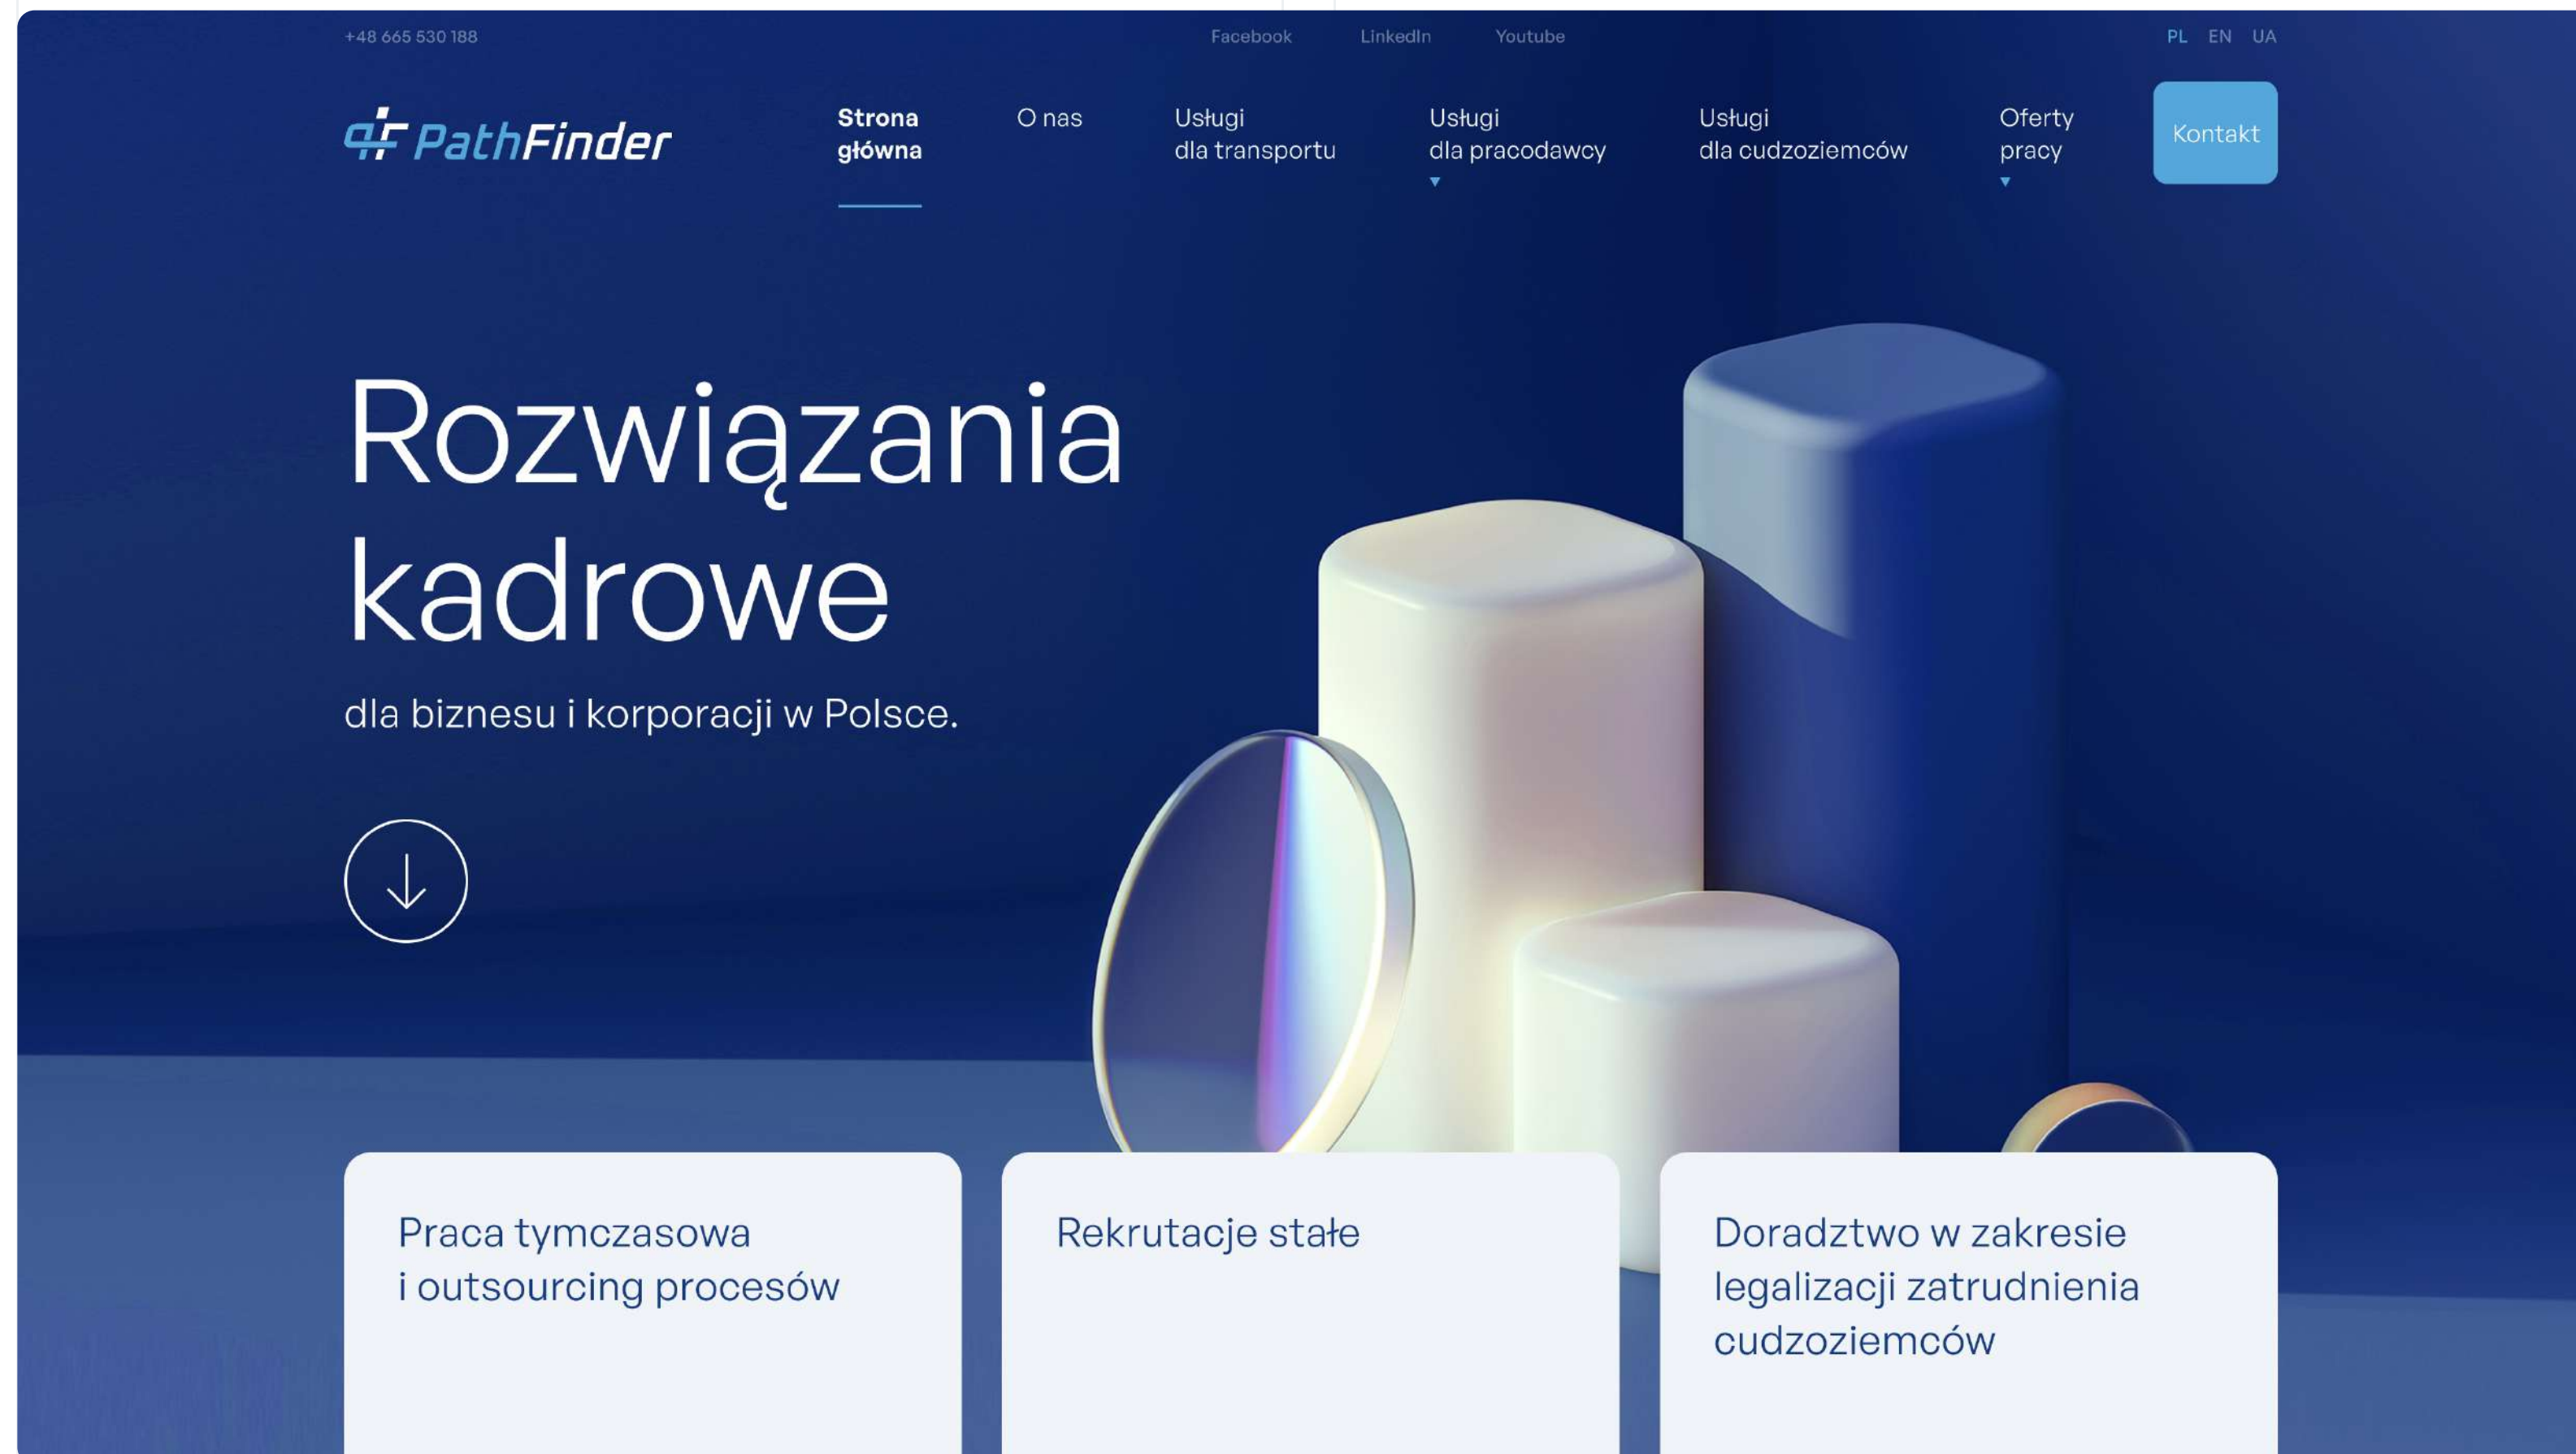 +48 665 530 188
Facebook LinkedIn Youtube
PL EN UA
PathFinder
Strona
główna
O nas
Usługi
dla transportu
Usługi
dla pracodawcy
Usługi
dla cudzoziemców
Oferty
pracy
Kontakt
Rozwiązania
kadrowe
dla biznesu i korporacji w Polsce.
Praca tymczasowa
i outsourcing procesów
Rekrutacje stałe
Doradztwo w zakresie
legalizacji zatrudnienia
cudzoziemców